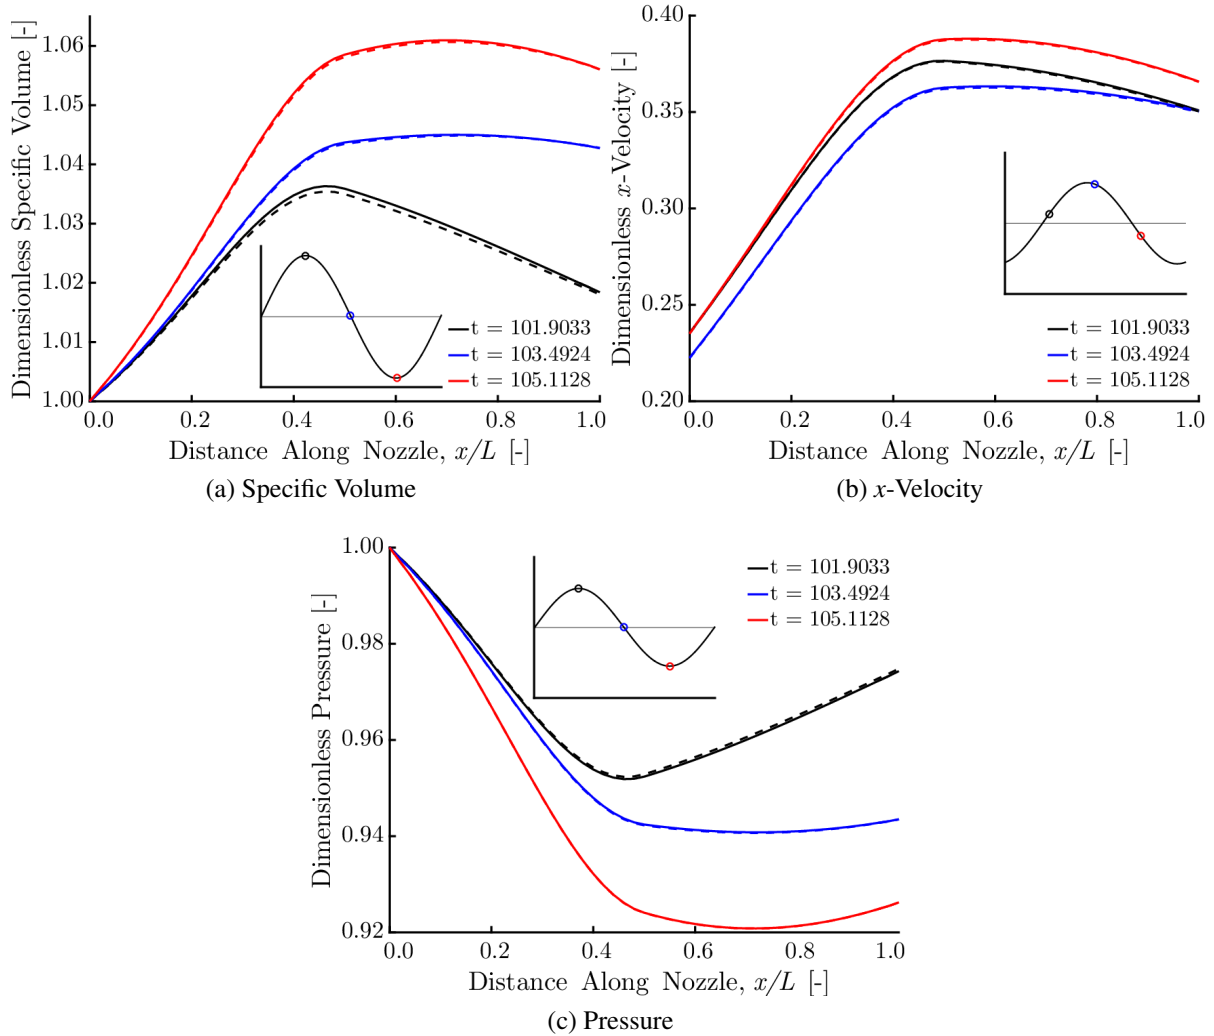 Dimensionless Specific Volume [-]
1.06
1.05
1.04
1.03
1.02
1.01
1.00
t = 101.9033
t = 103.4924
t = 105.1128
0.0 0.2 0.4 0.6 0.8 1.0
Distance Along Nozzle, x/L [-]
(a) Specific Volume
Dimensionless x-Velocity [-]
0.40
0.35
0.30
0.25
0.20
t = 101.9033
t = 103.4924
t = 105.1128
0.0 0.2 0.4 0.6 0.8 1.0
Distance Along Nozzle, x/L [-]
(b) x-Velocity
Dimensionless Pressure [-]
1.00
0.98
0.96
0.94
0.92
t = 101.9033
t = 103.4924
t = 105.1128
0.0 0.2 0.4 0.6 0.8 1.0
Distance Along Nozzle, x/L [-]
(c) Pressure